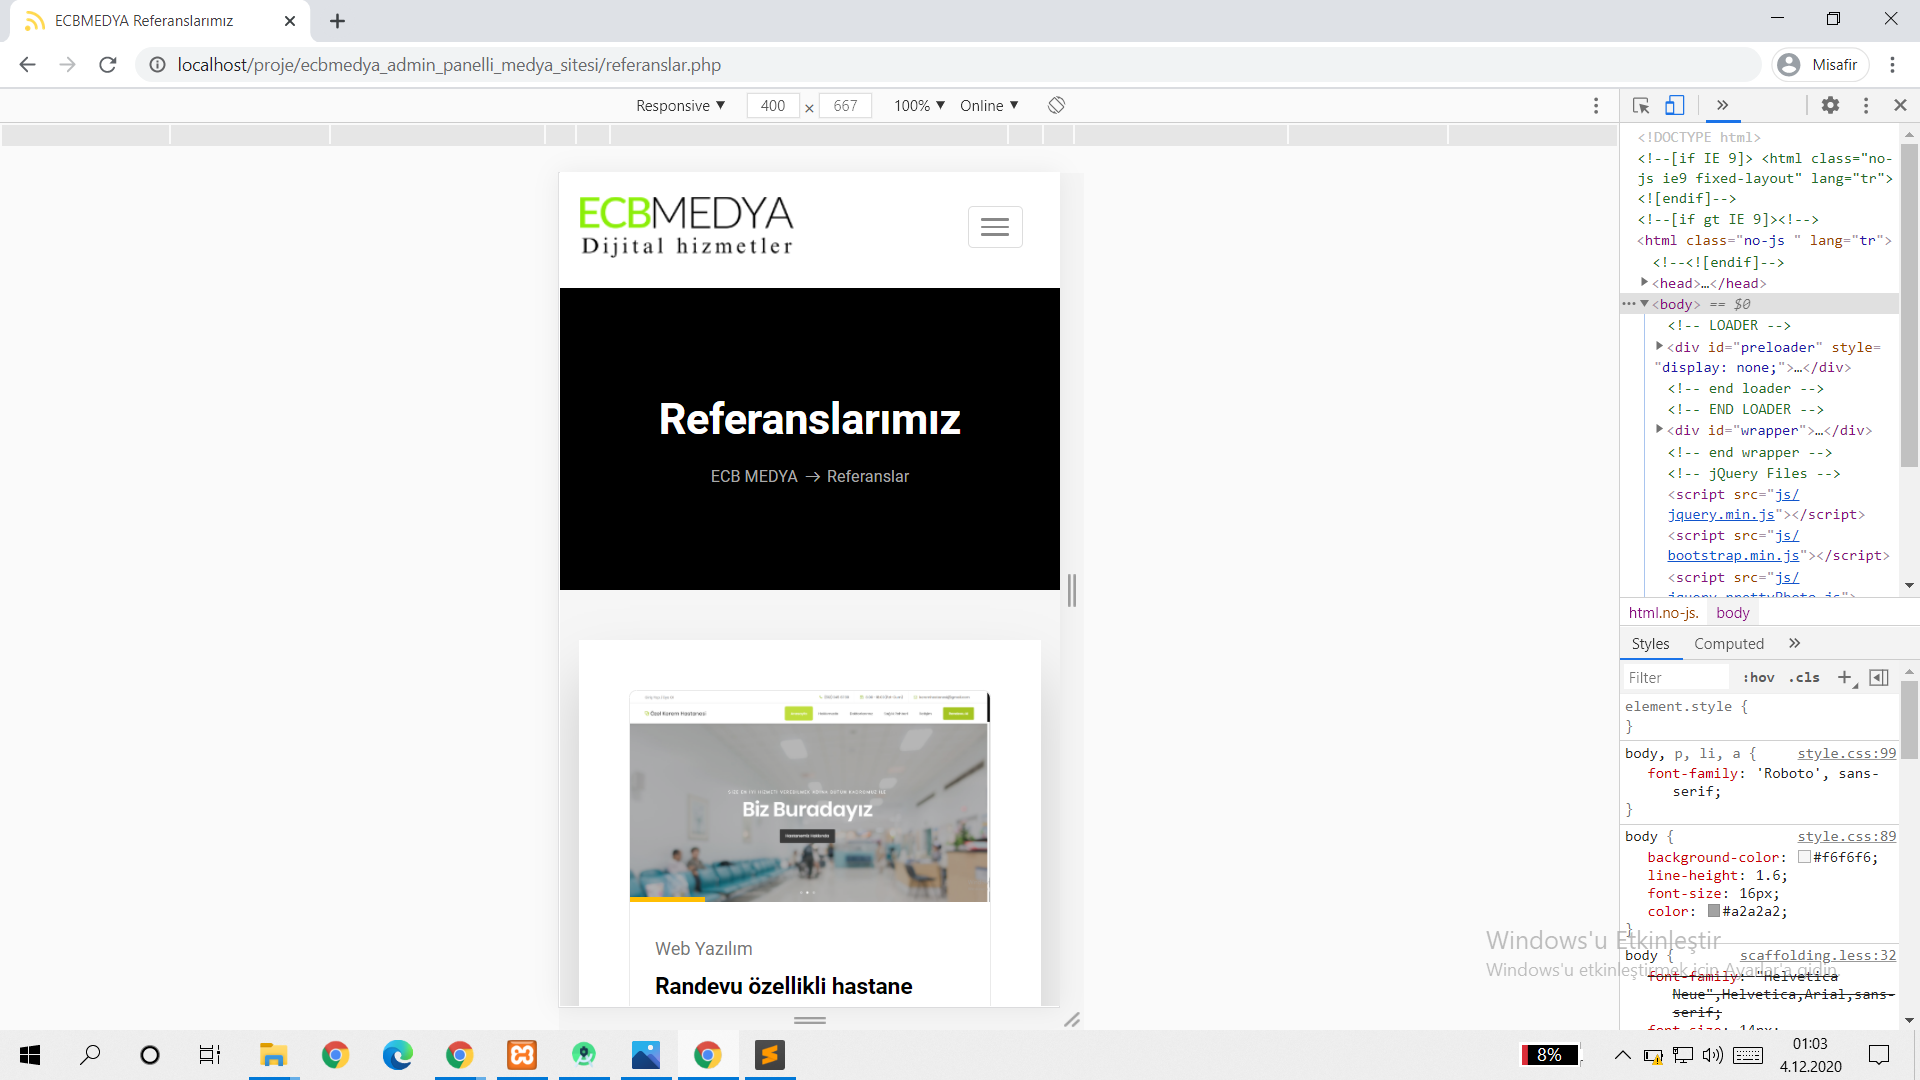 ECBMEDYA Referanslarımız
localhost/proje/ecbmedya_admin_panelli_medya_sitesi/referanslar.php
Misafir
Responsive ▼ 400 × 667 100% ▼ Online ▼
ECBMEDYA
Dijital hizmetler
Referanslarımız
ECB MEDYA → Referanslar
Özel Kerem Hastanesi
Biz Buradayız
Web Yazılım
Randevu özellikli hastane
<!DOCTYPE html>
<!--[if IE 9]> <html class="no-
js ie9 fixed-layout" lang="tr">
<![endif]-->
<!--[if gt IE 9]><!-->
<html class="no-js " lang="tr">
<!--<![endif]-->
<head>…</head>
<body> == $0
<!-- LOADER -->
<div id="preloader" style=
"display: none;">…</div>
<!-- end loader -->
<!-- END LOADER -->
<div id="wrapper">…</div>
<!-- end wrapper -->
<!-- jQuery Files -->
<script src="js/
jquery.min.js"></script>
<script src="js/
bootstrap.min.js"></script>
<script src="js/
jquery.prettyPhoto.js">
html.no-js. body
Styles Computed
Filter :hov .cls
element.style {
}
body, p, li, a { style.css:99
font-family: 'Roboto', sans-
serif;
}
body { style.css:89
background-color: #f6f6f6;
line-height: 1.6;
font-size: 16px;
color: #a2a2a2;
}
body { scaffolding.less:32
font-family: "Helvetica
Neue",Helvetica,Arial,sans-
serif;
font-size: 14px;
Windows'u Etkinleştir
Windows'u etkinleştirmek için Ayarlar'a gidin.
8%
01:03
4.12.2020